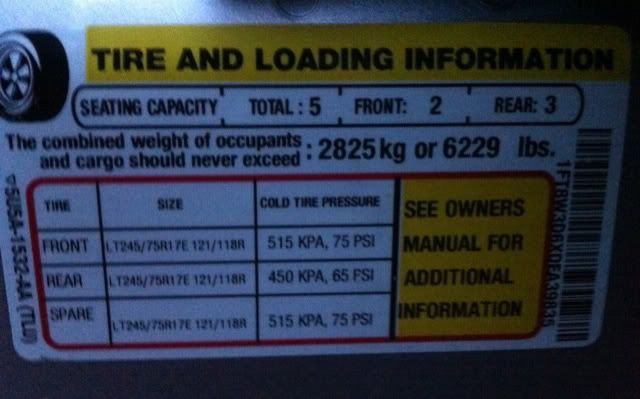 TIRE AND LOADING INFORMATION
SEATING CAPACITY TOTAL : 5 FRONT: 2 REAR: 3
The combined weight of occupants
and cargo should never exceed : 2825 kg or 6229 lbs.
TIRE SIZE COLD TIRE PRESSURE
FRONT LT245/75R17E 121/118R 515 KPA, 75 PSI
REAR LT245/75R17E 121/118R 450 KPA, 65 PSI
SPARE LT245/75R17E 121/118R 515 KPA, 75 PSI
SEE OWNERS
MANUAL FOR
ADDITIONAL
INFORMATION